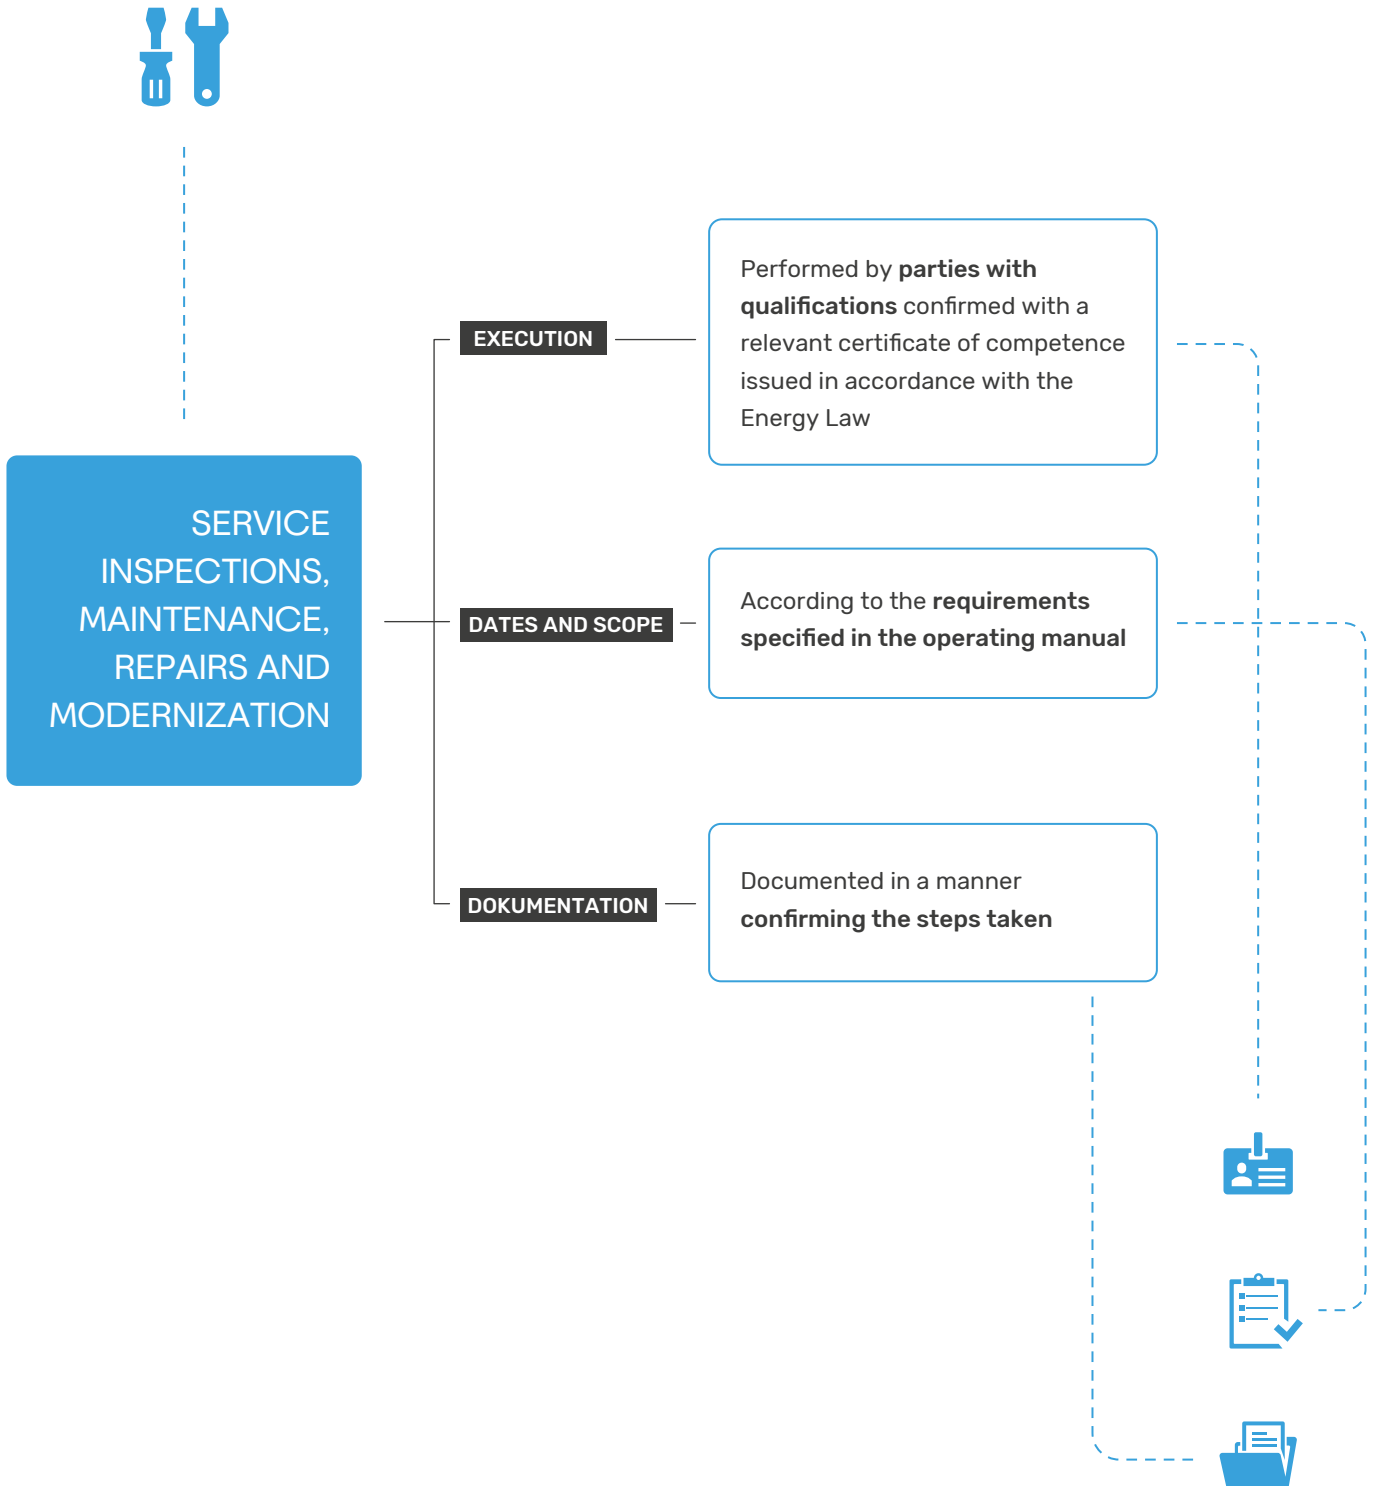 SERVICE
INSPECTIONS,
MAINTENANCE,
REPAIRS AND
MODERNIZATION
EXECUTION
Performed by parties with
qualifications confirmed with a
relevant certificate of competence
issued in accordance with the
Energy Law
DATES AND SCOPE
According to the requirements
specified in the operating manual
DOKUMENTATION
Documented in a manner
confirming the steps taken